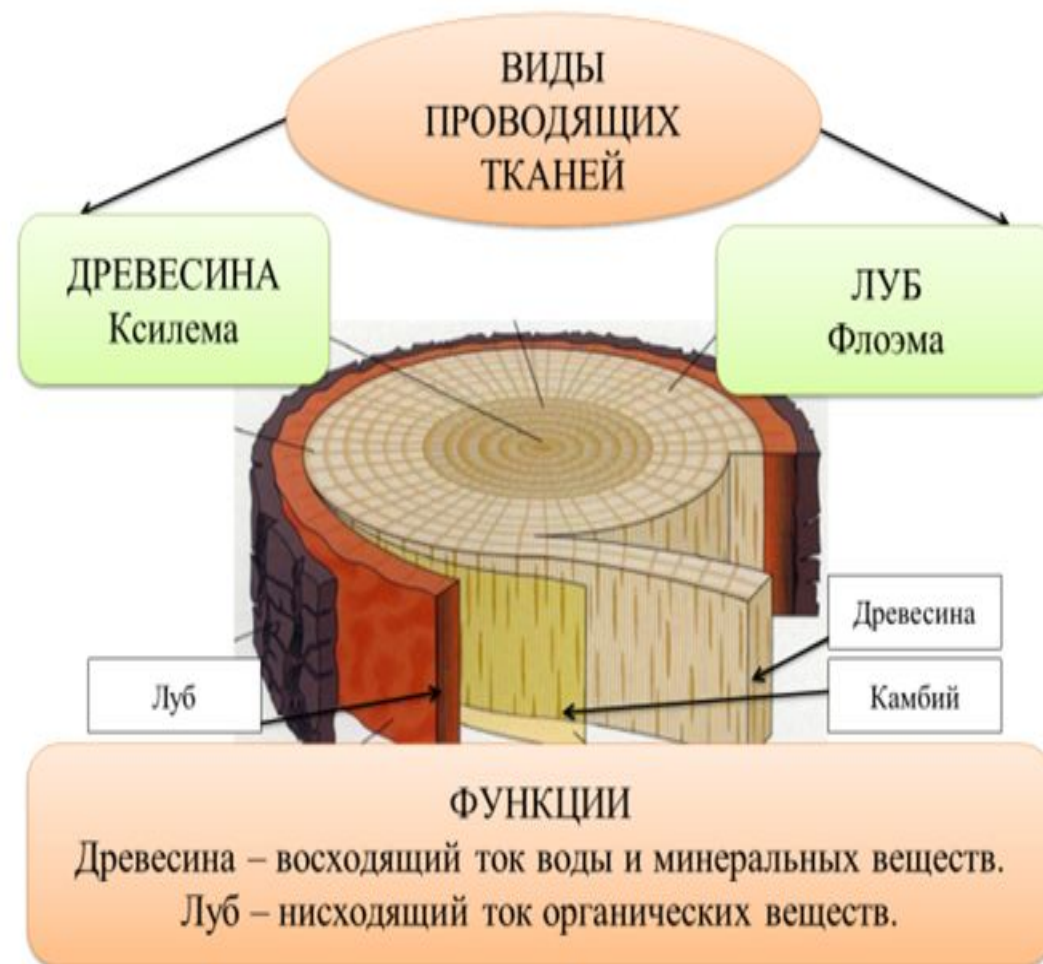 ВИДЫ
ПРОВОДЯЩИХ
ТКАНЕЙ
ДРЕВЕСИНА
Ксилема
ЛУБ
Флоэма
Древесина
Луб
Камбий
ФУНКЦИИ
Древесина – восходящий ток воды и минеральных веществ.
Луб – нисходящий ток органических веществ.